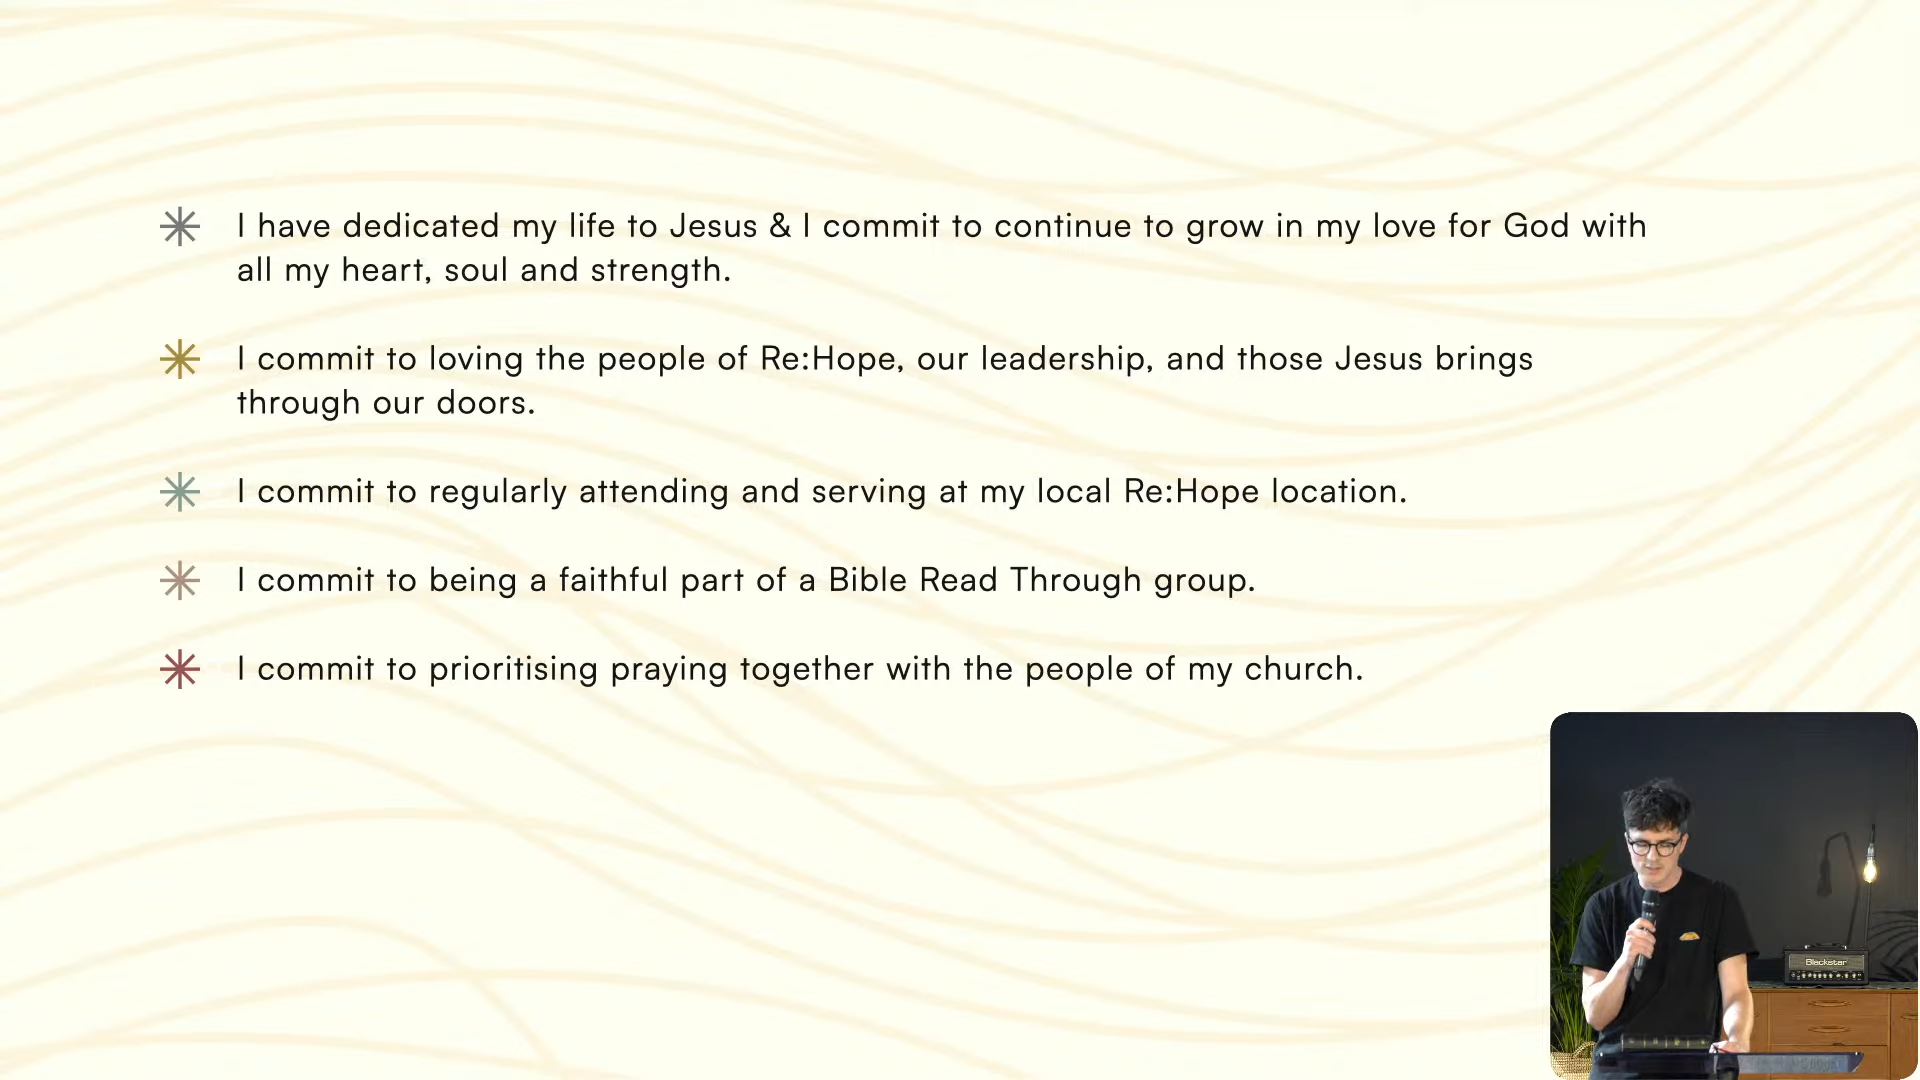 I have dedicated my life to Jesus & I commit to continue to grow in my love for God with
all my heart, soul and strength.
I commit to loving the people of Re:Hope, our leadership, and those Jesus brings
through our doors.
I commit to regularly attending and serving at my local Re:Hope location.
I commit to being a faithful part of a Bible Read Through group.
I commit to prioritising praying together with the people of my church.
Blackstar